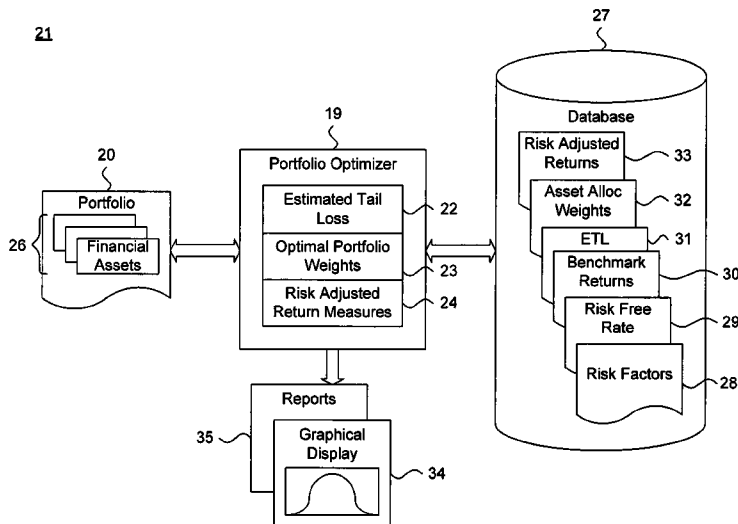 21
27
Database
Risk Adjusted
Returns
33
Asset Alloc
Weights
32
ETL
31
Benchmark
Returns
30
Risk Free
Rate
29
Risk Factors
28
19
Portfolio Optimizer
Estimated Tail
Loss
22
Optimal Portfolio
Weights
23
Risk Adjusted
Return Measures
24
20
Portfolio
26
Financial
Assets
Reports
35
Graphical
Display
34